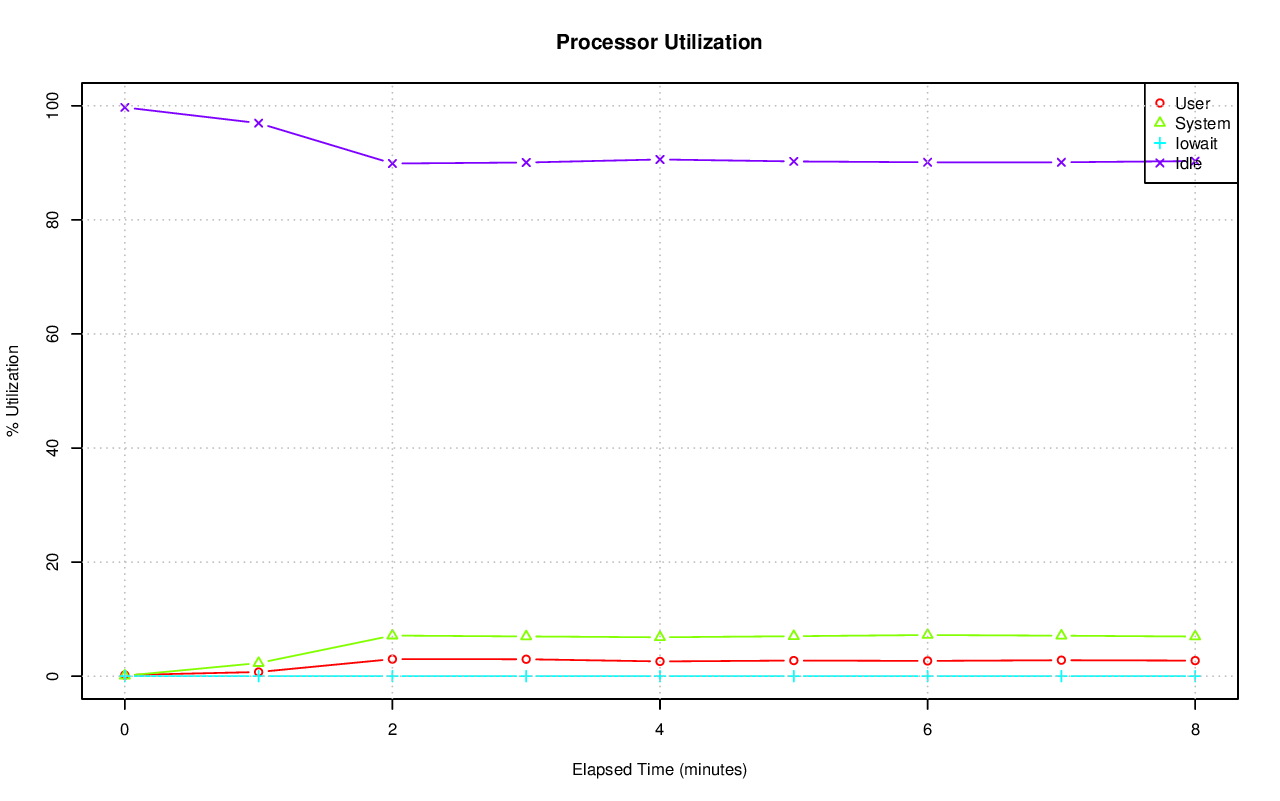 Processor Utilization
User
System
Iowait
Idle
100
80
60
40
20
0
% Utilization
0 2 4 6 8
Elapsed Time (minutes)